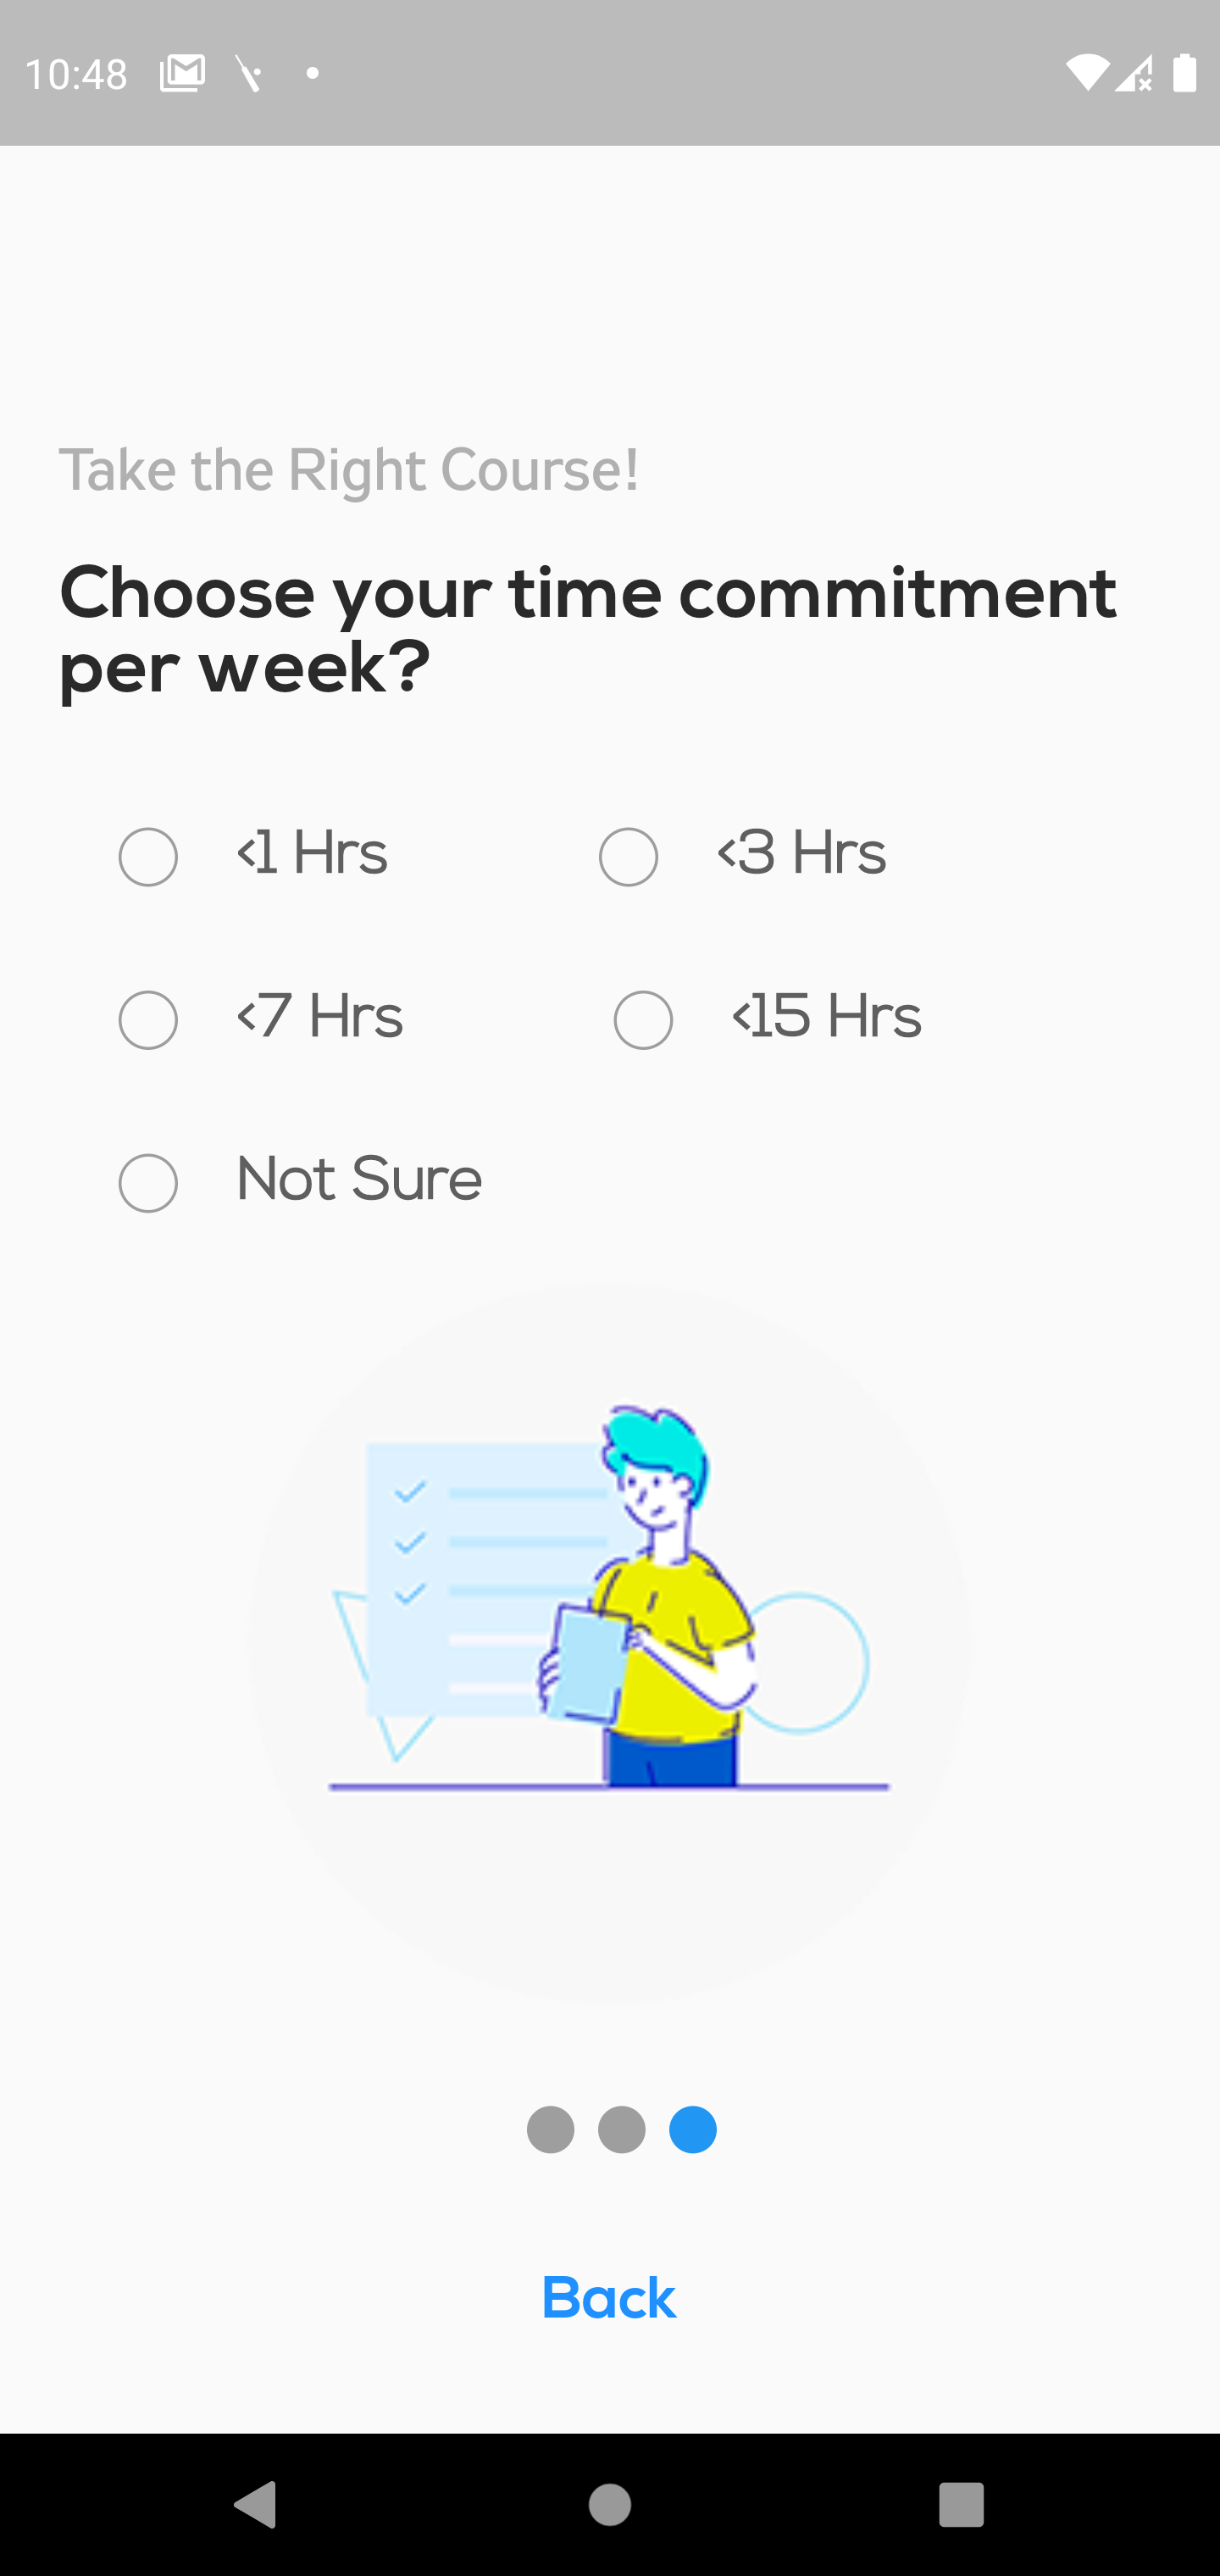 10:48
Take the Right Course!
Choose your time commitment
per week?
<1 Hrs
<3 Hrs
<7 Hrs
<15 Hrs
Not Sure
Back